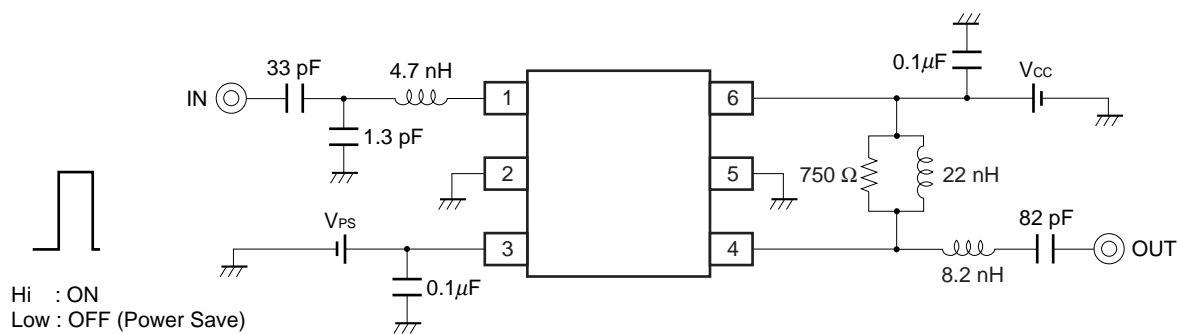 0.1μF
VCC
33 pF
4.7 nH
IN
1
6
1.3 pF
2
5
750 Ω
22 nH
VPS
82 pF
3
4
OUT
8.2 nH
0.1μF
Hi : ON
Low : OFF (Power Save)